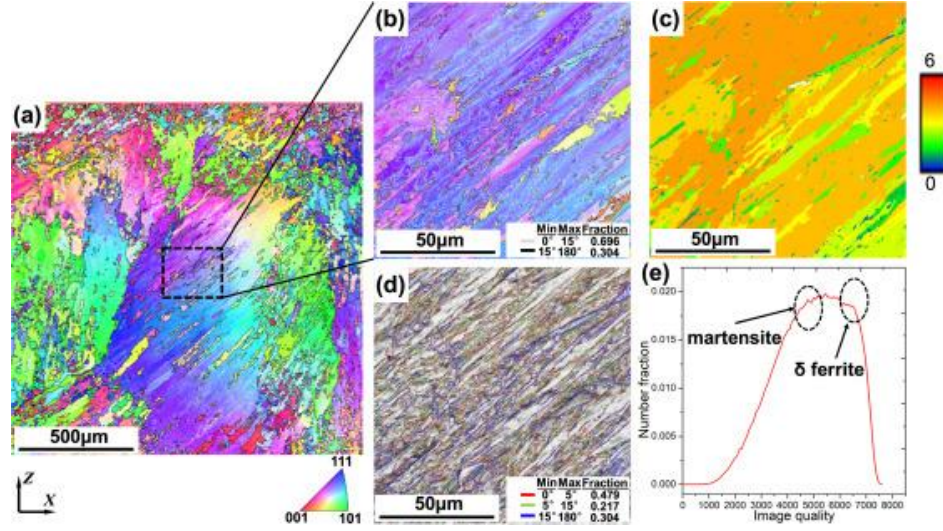 (a)
500μm
Z
X
111
001
101
(b)
50μm
Min Max Fraction
0° 15° 0.696
15° 180° 0.304
(c)
50μm
6
0
(d)
50μm
Min Max Fraction
0° 5° 0.479
5° 15° 0.217
15° 180° 0.304
(e)
0.020
0.015
0.010
0.005
0.000
Number fraction
martensite
δ ferrite
0 1000 2000 3000 4000 5000 6000 7000 8000
Image quality